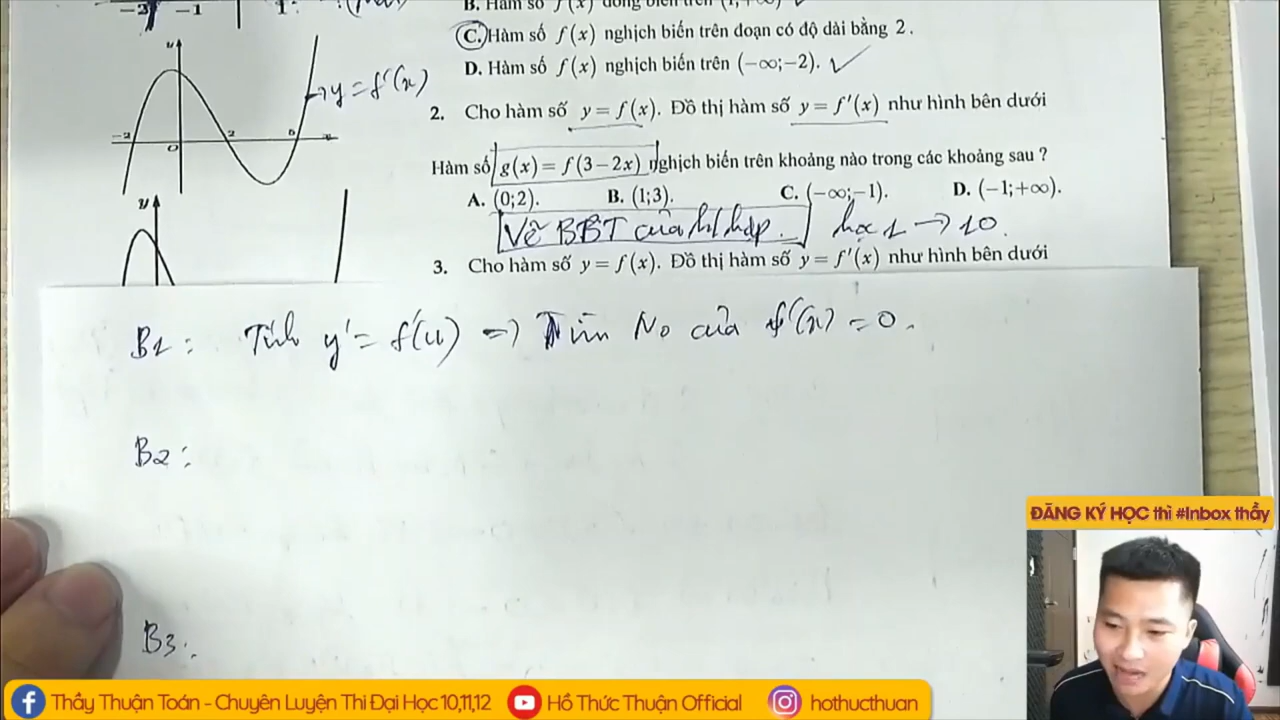 -1
1
B. Hàm số f(x) đồng biến trên
C. Hàm số f(x) nghịch biến trên đoạn có độ dài bằng 2.
D. Hàm số f(x) nghịch biến trên (−∞;−2).
y = f'(x)
-2 O 2 x
2. Cho hàm số y = f(x). Đồ thị hàm số y = f'(x) như hình bên dưới
Hàm số g(x) = f(3−2x) nghịch biến trên khoảng nào trong các khoảng sau ?
A. (0;2). B. (1;3). C. (−∞;−1). D. (−1;+∞).
y
Vẽ BBT của h/s hợp. học 1 → 10.
3. Cho hàm số y = f(x). Đồ thị hàm số y = f'(x) như hình bên dưới
B1: Tính y' = f'(u) => Tìm No của f'(x) = 0.
B2:
B3:
ĐĂNG KÝ HỌC thì #Inbox thầy
Thầy Thuận Toán - Chuyên Luyện Thi Đại Học 10,11,12 Hồ Thức Thuận Official hothucthuan